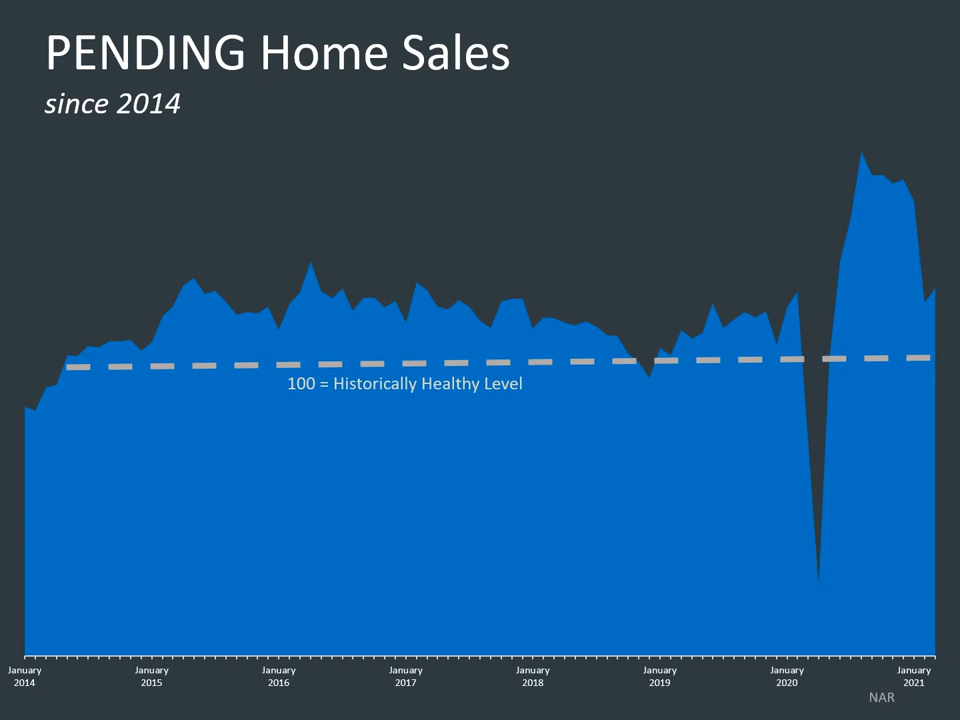 PENDING Home Sales
since 2014
100 = Historically Healthy Level
January January January January January January January January
2014 2015 2016 2017 2018 2019 2020 2021
NAR